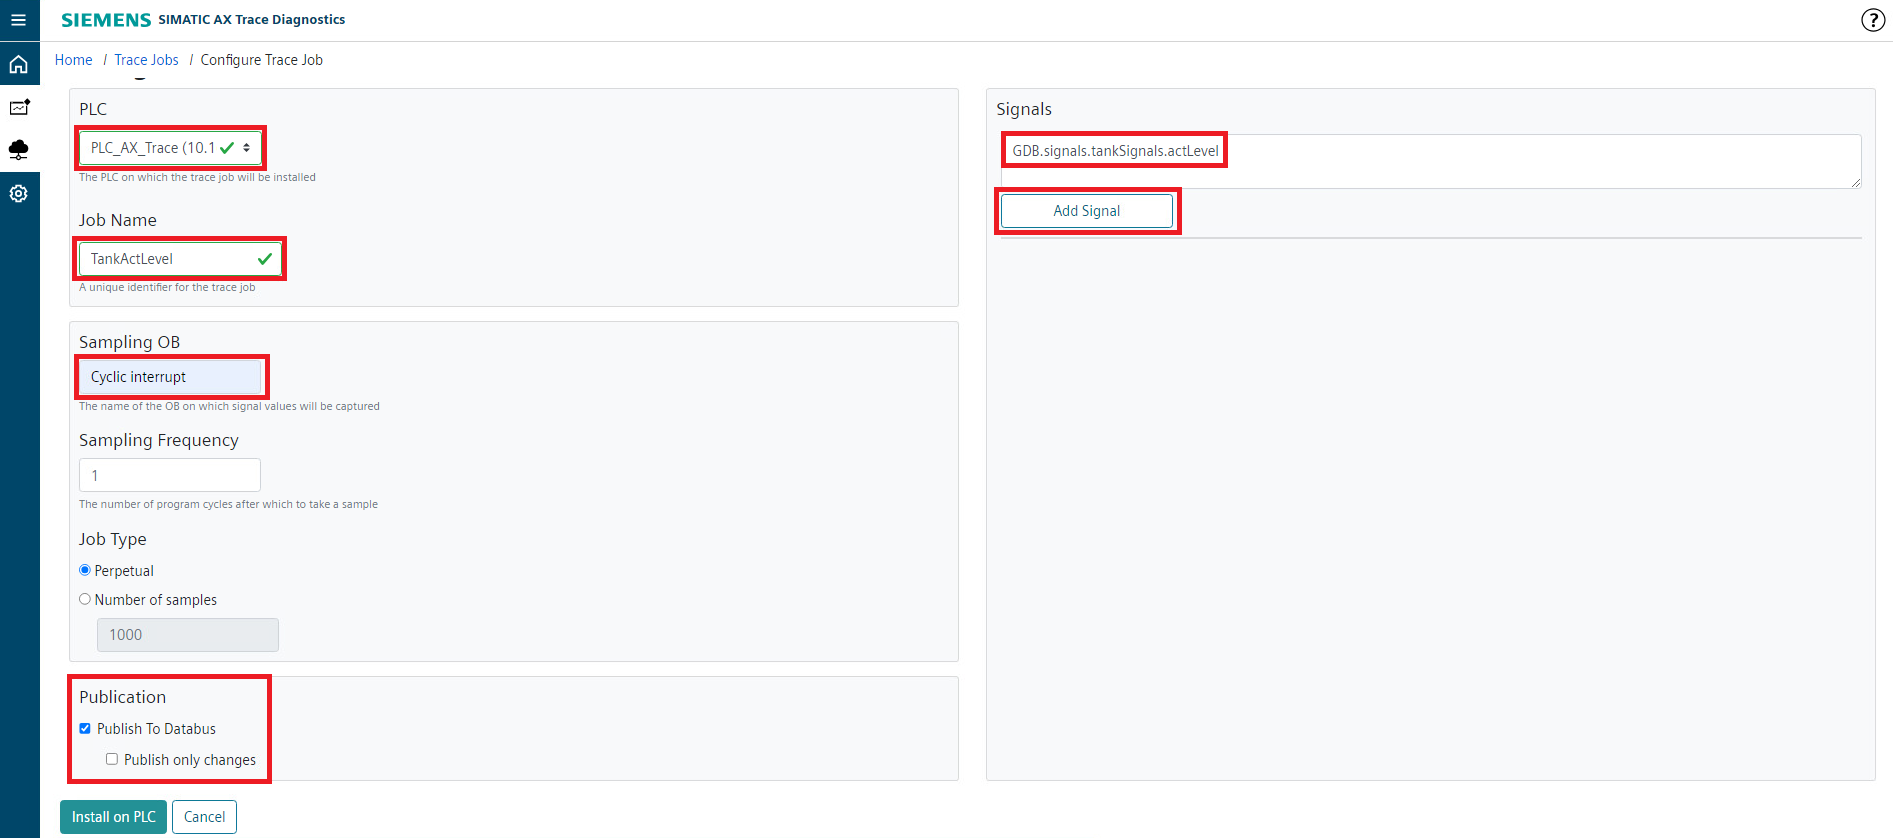 SIEMENS SIMATIC AX Trace Diagnostics
?
Home / Trace Jobs / Configure Trace Job
PLC
PLC_AX_Trace (10.1
The PLC on which the trace job will be installed
Job Name
TankActLevel
A unique identifier for the trace job
Sampling OB
Cyclic interrupt
The name of the OB on which signal values will be captured
Sampling Frequency
1
The number of program cycles after which to take a sample
Job Type
Perpetual
Number of samples
1000
Publication
Publish To Databus
Publish only changes
Install on PLC Cancel
Signals
GDB.signals.tankSignals.actLevel
Add Signal